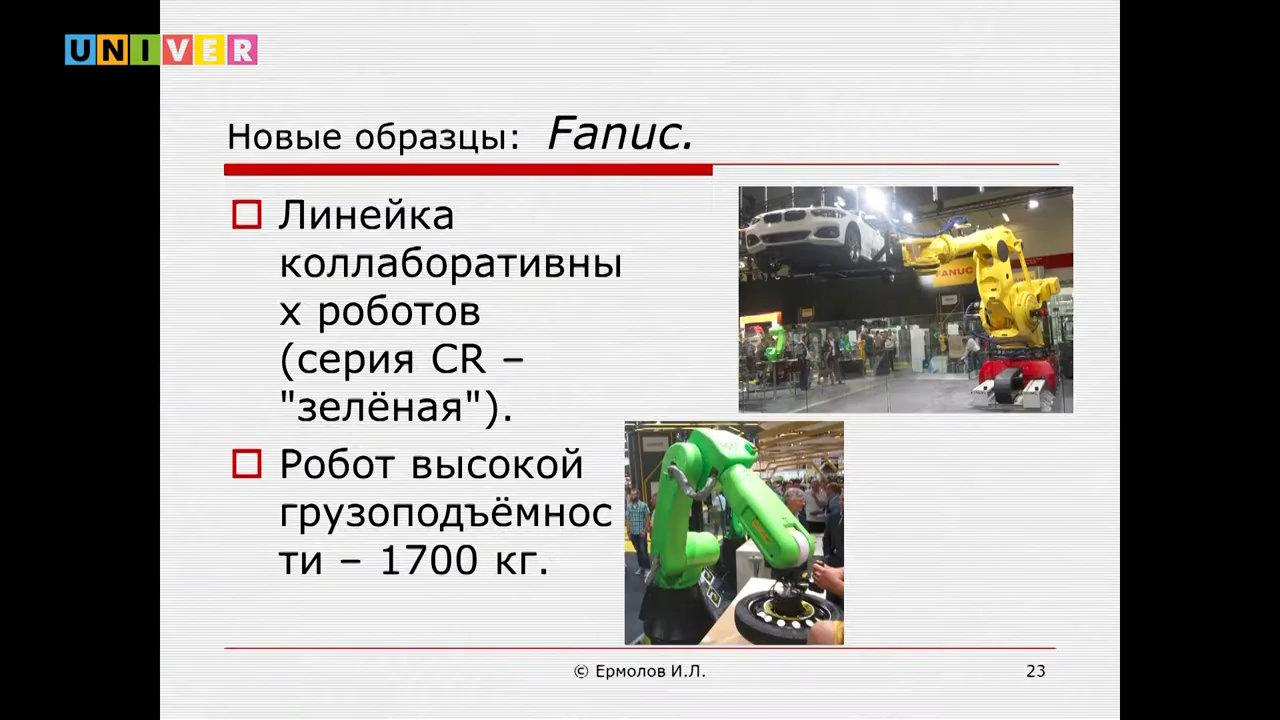 UNIVER
Новые образцы: Fanuc.
Линейка
коллаборативны
х роботов
(серия CR –
"зелёная").
Робот высокой
грузоподъёмнос
ти – 1700 кг.
FANUC
© Ермолов И.Л.
23